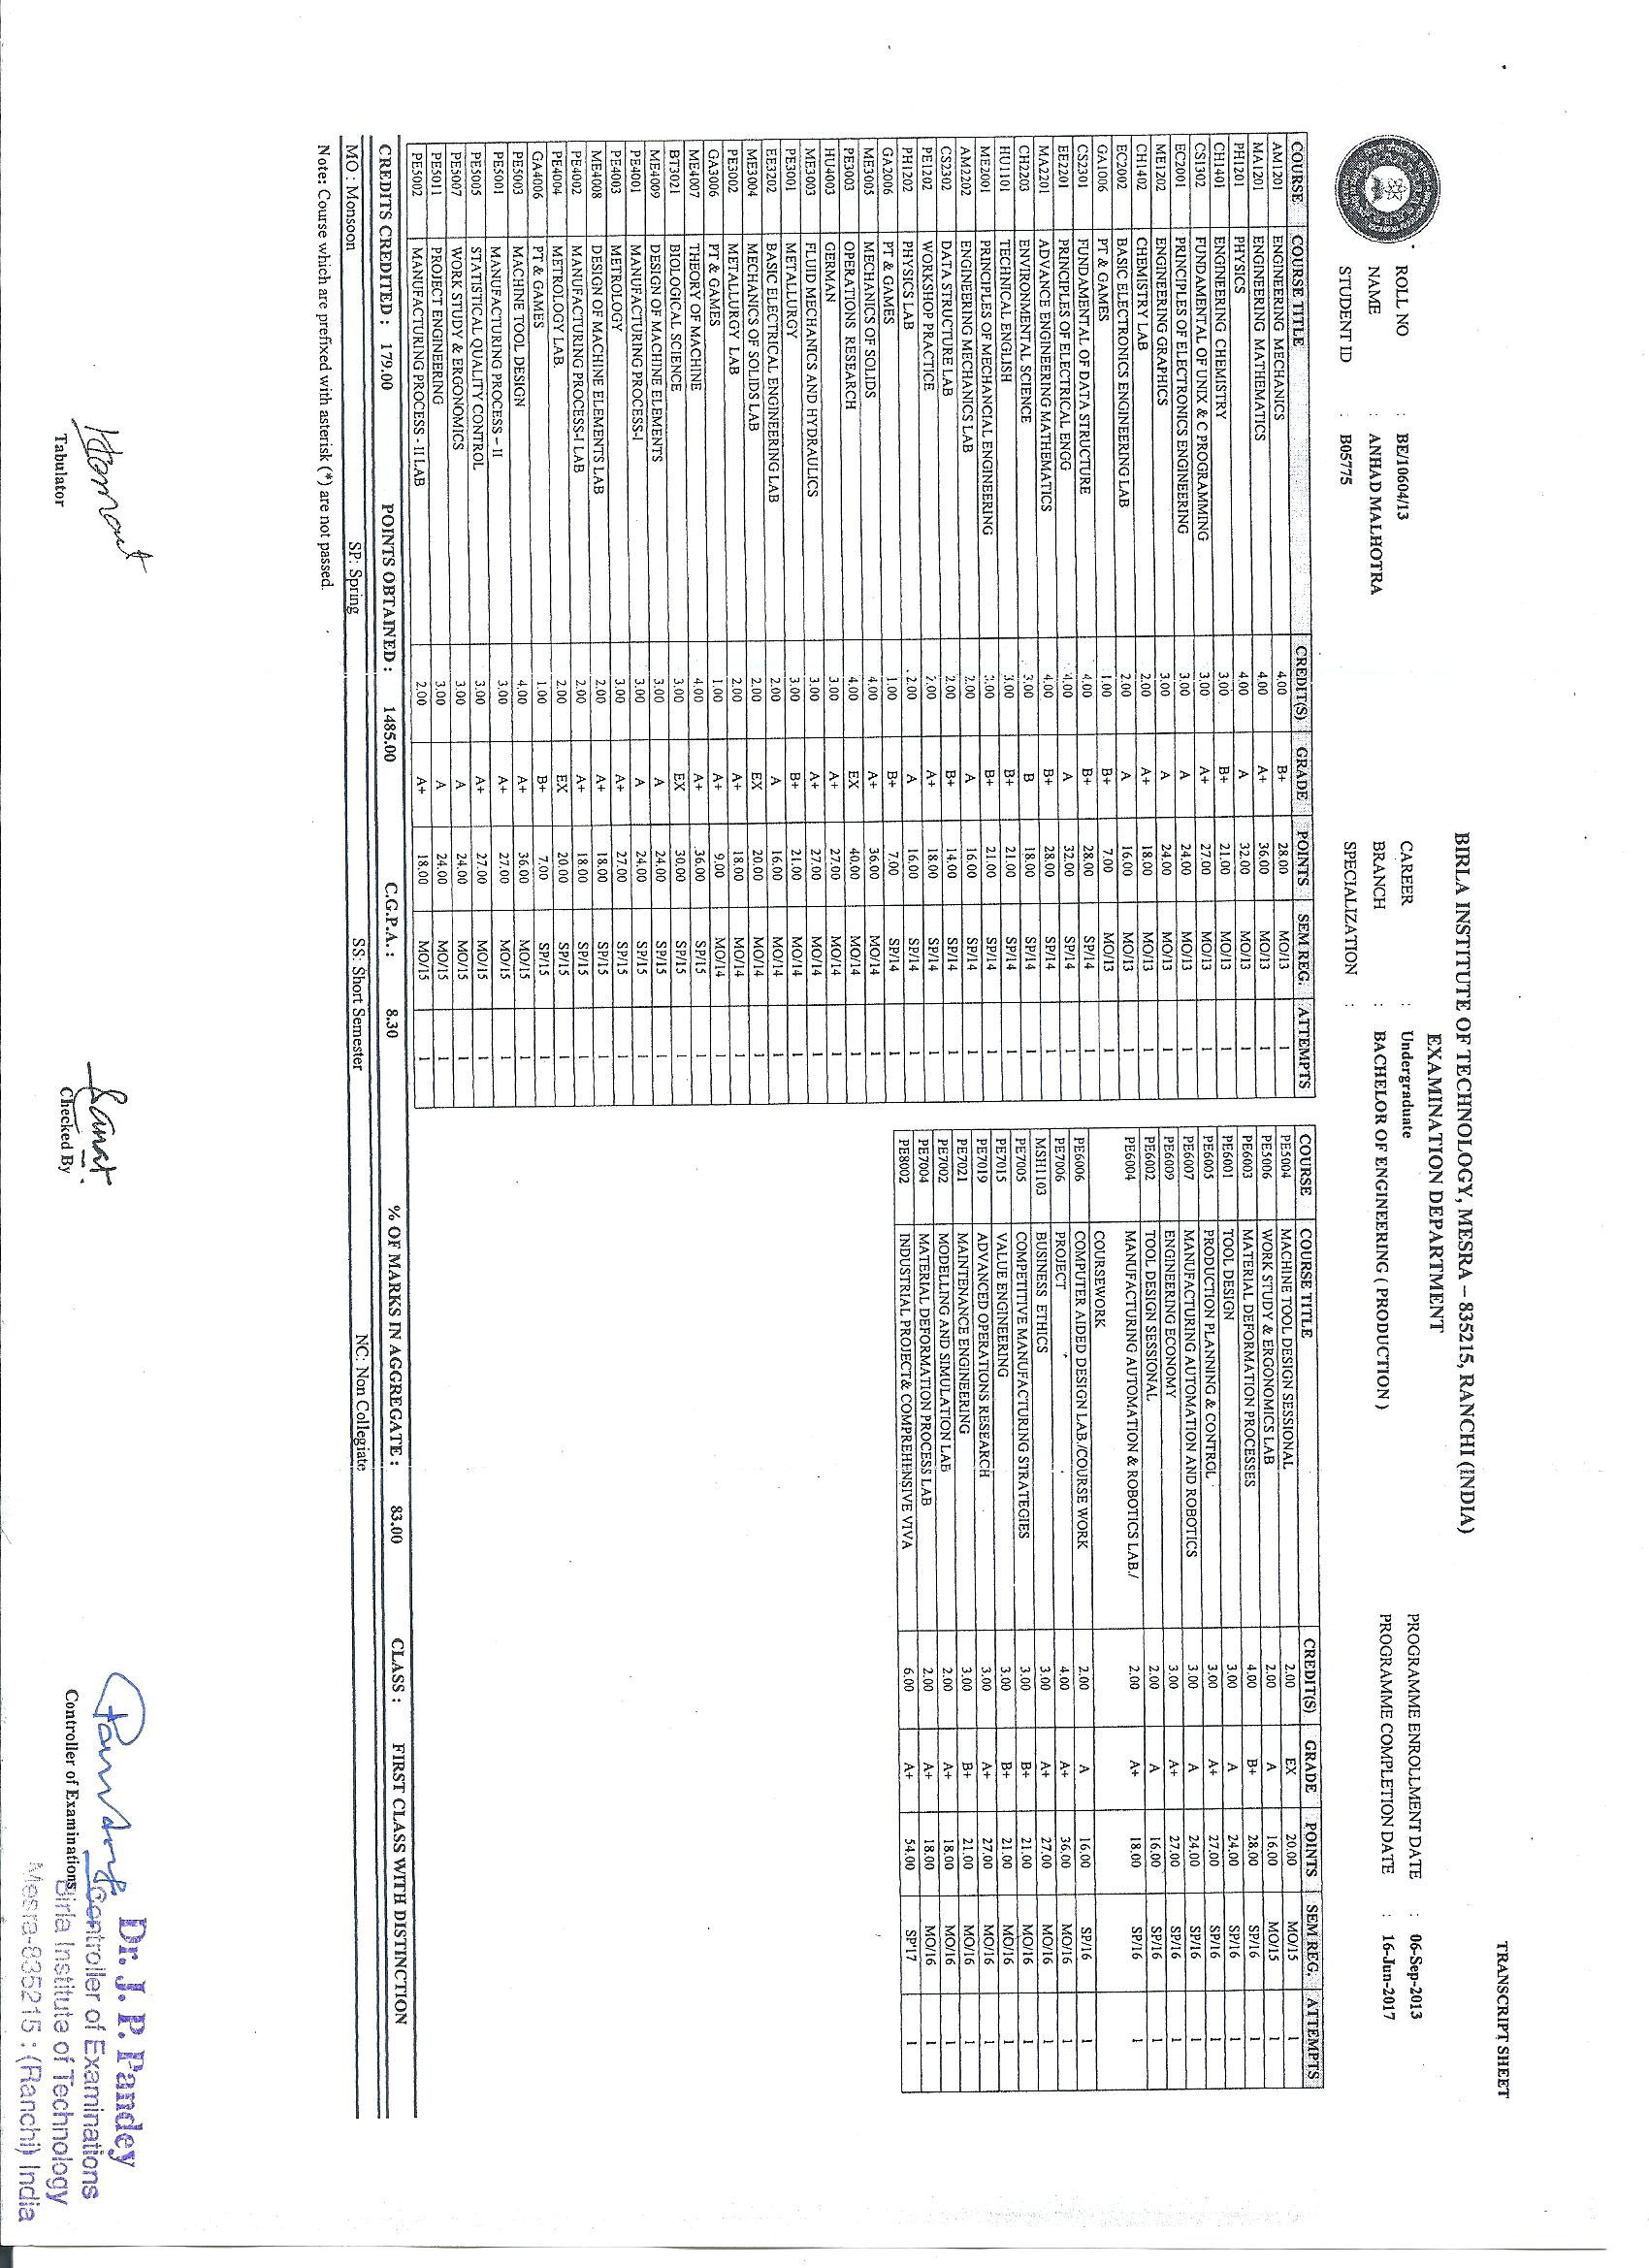 TRANSCRIPT SHEET
BIRLA INSTITUTE OF TECHNOLOGY, MESRA – 835215, RANCHI (INDIA)
EXAMINATION DEPARTMENT
ROLL NO : BE/10604/13
NAME : ANHAD MALHOTRA
STUDENT ID : B05775
CAREER : Undergraduate
BRANCH : BACHELOR OF ENGINEERING ( PRODUCTION )
SPECIALIZATION :
PROGRAMME ENROLLMENT DATE : 06-Sep-2013
PROGRAMME COMPLETION DATE : 16-Jun-2017
COURSE COURSE TITLE CREDIT(S) GRADE POINTS SEM REG. ATTEMPTS
AM1201 ENGINEERING MECHANICS 4.00 B+ 28.00 MO/13 1
MA1201 ENGINEERING MATHEMATICS 4.00 A+ 36.00 MO/13 1
PH1201 PHYSICS 4.00 A 32.00 MO/13 1
CH1401 ENGINEERING CHEMISTRY 3.00 B+ 21.00 MO/13 1
CS1302 FUNDAMENTAL OF UNIX & C PROGRAMMING 3.00 A+ 27.00 MO/13 1
EC2001 PRINCIPLES OF ELECTRONICS ENGINEERING 3.00 A 24.00 MO/13 1
ME1202 ENGINEERING GRAPHICS 3.00 A 24.00 MO/13 1
CH1402 CHEMISTRY LAB 2.00 A+ 18.00 MO/13 1
EC2002 BASIC ELECTRONICS ENGINEERING LAB 2.00 A 16.00 MO/13 1
GA1006 PT & GAMES 1.00 B+ 7.00 MO/13 1
CS2301 FUNDAMENTAL OF DATA STRUCTURE 4.00 B+ 28.00 SP/14 1
EE2201 PRINCIPLES OF ELECTRICAL ENGG 4.00 A 32.00 SP/14 1
MA2201 ADVANCE ENGINEERING MATHEMATICS 4.00 B+ 28.00 SP/14 1
CH2203 ENVIRONMENTAL SCIENCE 3.00 B 18.00 SP/14 1
HU1101 TECHNICAL ENGLISH 3.00 B+ 21.00 SP/14 1
ME2001 PRINCIPLES OF MECHANCIAL ENGINEERING 3.00 B+ 21.00 SP/14 1
AM2202 ENGINEERING MECHANICS LAB 2.00 A 16.00 SP/14 1
CS2302 DATA STRUCTURE LAB 2.00 B+ 14.00 SP/14 1
PE1202 WORKSHOP PRACTICE 2.00 A+ 18.00 SP/14 1
PH1202 PHYSICS LAB 2.00 A 16.00 SP/14 1
GA2006 PT & GAMES 1.00 B+ 7.00 SP/14 1
ME3005 MECHANICS OF SOLIDS 4.00 A+ 36.00 MO/14 1
PE3003 OPERATIONS RESEARCH 4.00 EX 40.00 MO/14 1
HU4003 GERMAN 3.00 A+ 27.00 MO/14 1
ME3003 FLUID MECHANICS AND HYDRAULICS 3.00 A+ 27.00 MO/14 1
PE3001 METALLURGY 3.00 B+ 21.00 MO/14 1
EE3202 BASIC ELECTRICAL ENGINEERING LAB 2.00 A 16.00 MO/14 1
ME3004 MECHANICS OF SOLIDS LAB 2.00 EX 20.00 MO/14 1
PE3002 METALLURGY LAB 2.00 A+ 18.00 MO/14 1
GA3006 PT & GAMES 1.00 A+ 9.00 MO/14 1
ME4007 THEORY OF MACHINE 4.00 A+ 36.00 SP/15 1
BT3021 BIOLOGICAL SCIENCE 3.00 EX 30.00 SP/15 1
ME4009 DESIGN OF MACHINE ELEMENTS 3.00 A 24.00 SP/15 1
PE4001 MANUFACTURING PROCESS-I 3.00 A 24.00 SP/15 1
PE4003 METROLOGY 3.00 A+ 27.00 SP/15 1
ME4008 DESIGN OF MACHINE ELEMENTS LAB 2.00 A+ 18.00 SP/15 1
PE4002 MANUFACTURING PROCESS-I LAB 2.00 A+ 18.00 SP/15 1
PE4004 METROLOGY LAB. 2.00 EX 20.00 SP/15 1
GA4006 PT & GAMES 1.00 B+ 7.00 SP/15 1
PE5003 MACHINE TOOL DESIGN 4.00 A+ 36.00 MO/15 1
PE5001 MANUFACTURING PROCESS – II 3.00 A+ 27.00 MO/15 1
PE5005 STATISTICAL QUALITY CONTROL 3.00 A+ 27.00 MO/15 1
PE5007 WORK STUDY & ERGONOMICS 3.00 A 24.00 MO/15 1
PE5011 PROJECT ENGINEERING 3.00 A 24.00 MO/15 1
PE5002 MANUFACTURING PROCESS - II LAB 2.00 A+ 18.00 MO/15 1
COURSE COURSE TITLE CREDIT(S) GRADE POINTS SEM REG. ATTEMPTS
PE5004 MACHINE TOOL DESIGN SESSIONAL 2.00 EX 20.00 MO/15 1
PE5006 WORK STUDY & ERGONOMICS LAB 2.00 A 16.00 MO/15 1
PE6003 MATERIAL DEFORMATION PROCESSES 4.00 B+ 28.00 SP/16 1
PE6001 TOOL DESIGN 3.00 A 24.00 SP/16 1
PE6005 PRODUCTION PLANNING & CONTROL 3.00 A+ 27.00 SP/16 1
PE6007 MANUFACTURING AUTOMATION AND ROBOTICS 3.00 A 24.00 SP/16 1
PE6009 ENGINEERING ECONOMY 3.00 A+ 27.00 SP/16 1
PE6002 TOOL DESIGN SESSIONAL 2.00 A 16.00 SP/16 1
PE6004 MANUFACTURING AUTOMATION & ROBOTICS LAB./ 2.00 A+ 18.00 SP/16 1
COURSEWORK
PE6006 COMPUTER AIDED DESIGN LAB./COURSE WORK 2.00 A 16.00 SP/16 1
PE7006 PROJECT 4.00 A+ 36.00 MO/16 1
MSH1103 BUSINESS ETHICS 3.00 A+ 27.00 MO/16 1
PE7005 COMPETITIVE MANUFACTURING STRATEGIES 3.00 B+ 21.00 MO/16 1
PE7015 VALUE ENGINEERING 3.00 B+ 21.00 MO/16 1
PE7019 ADVANCED OPERATIONS RESEARCH 3.00 A+ 27.00 MO/16 1
PE7021 MAINTENANCE ENGINEERING 3.00 B+ 21.00 MO/16 1
PE7002 MODELLING AND SIMULATION LAB 2.00 A+ 18.00 MO/16 1
PE7004 MATERIAL DEFORMATION PROCESS LAB 2.00 A+ 18.00 MO/16 1
PE8002 INDUSTRIAL PROJECT& COMPREHENSIVE VIVA 6.00 A+ 54.00 SP'17 1
CREDITS CREDITED : 179.00 POINTS OBTAINED : 1485.00 C.G.P.A. : 8.30 % OF MARKS IN AGGREGATE : 83.00 CLASS : FIRST CLASS WITH DISTINCTION
MO : Monsoon SP: Spring SS: Short Semester NC: Non Collegiate
Note: Course which are prefixed with asterisk (*) are not passed.
Tabulator
Checked By
Controller of Examinations
Dr. J. P. Pandey
Controller of Examinations
Birla Institute of Technology
Mesra-835215 : (Ranchi) India